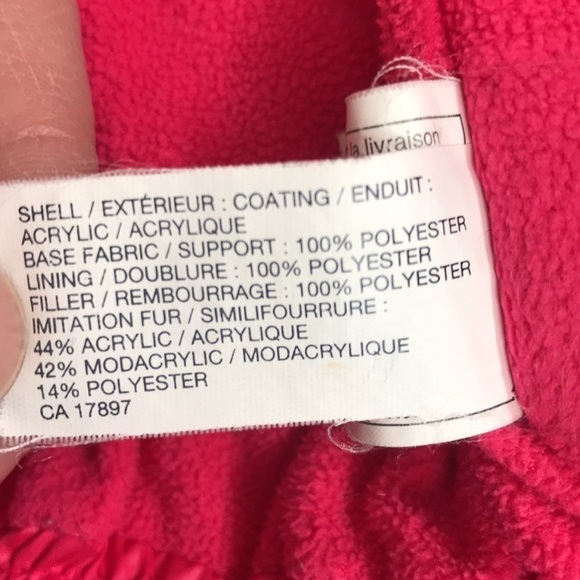 la livraison
SHELL / EXTÉRIEUR : COATING / ENDUIT :
ACRYLIC / ACRYLIQUE
BASE FABRIC / SUPPORT : 100% POLYESTER
LINING / DOUBLURE : 100% POLYESTER
FILLER / REMBOURRAGE : 100% POLYESTER
IMITATION FUR / SIMILIFOURRURE :
44% ACRYLIC / ACRYLIQUE
42% MODACRYLIC / MODACRYLIQUE
14% POLYESTER
CA 17897